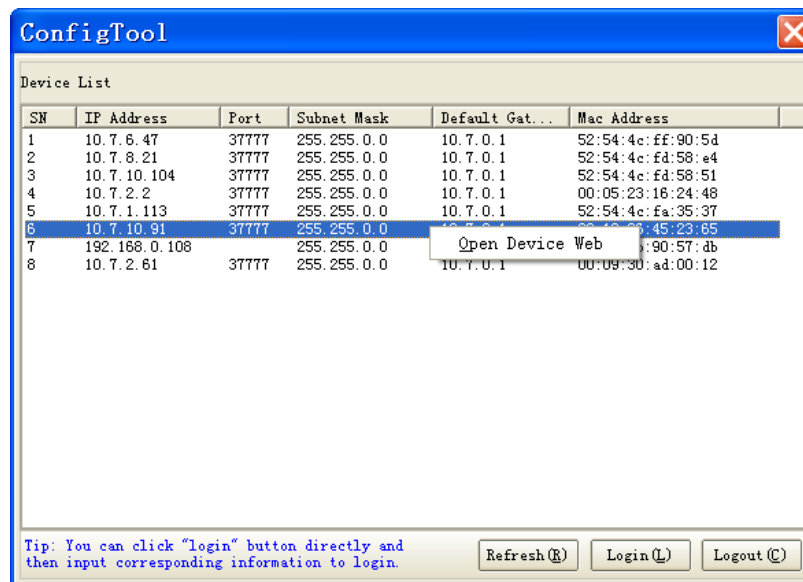 ConfigTool
Device List
SN IP Address Port Subnet Mask Default Gat... Mac Address
1 10.7.6.47 37777 255.255.0.0 10.7.0.1 52:54:4c:ff:90:5d
2 10.7.8.21 37777 255.255.0.0 10.7.0.1 52:54:4c:fd:58:e4
3 10.7.10.104 37777 255.255.0.0 10.7.0.1 52:54:4c:fd:58:51
4 10.7.2.2 37777 255.255.0.0 10.7.0.1 00:05:23:16:24:48
5 10.7.1.113 37777 255.255.0.0 10.7.0.1 52:54:4c:fa:35:37
6 10.7.10.91 37777 255.255.0.0 :45:23:65
Open Device Web
7 192.168.0.108 255.255.0.0 :90:57:db
8 10.7.2.61 37777 255.255.0.0 10.7.0.1 00:09:30:ad:00:12
Tip: You can click "login" button directly and
then input corresponding information to login.
Refresh(R) Login(L) Logout(C)